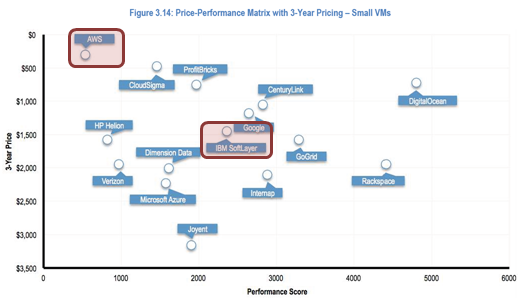 Figure 3.14: Price-Performance Matrix with 3-Year Pricing – Small VMs
$0
AWS
$500
CloudSigma
ProfitBricks
CenturyLink
DigitalOcean
$1,000
HP Helion
Google
$1,500
Dimension Data
IBM SoftLayer
GoGrid
3-Year Price
$2,000
Verizon
Rackspace
Microsoft Azure
Internap
$2,500
Joyent
$3,000
$3,500
0 1000 2000 3000 4000 5000 6000
Performance Score